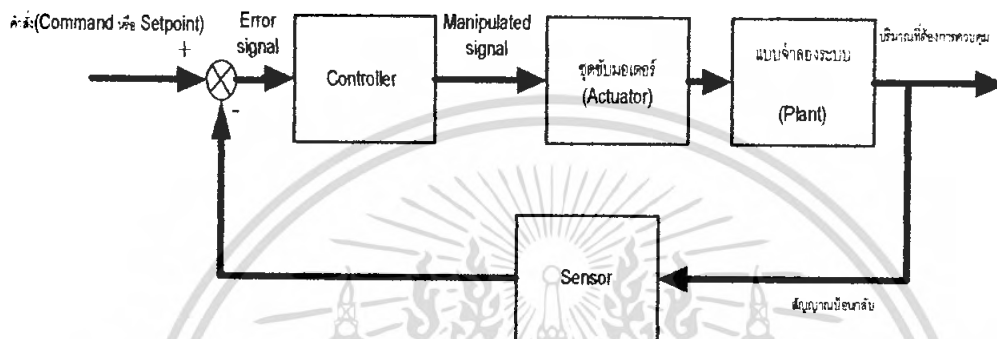 คำสั่ง(Command หรือ Setpoint)
+
-
Error
signal
Controller
Manipulated
signal
ชุดขับมอเตอร์
(Actuator)
แบบจำลองระบบ
(Plant)
ปริมาณที่ต้องการควบคุม
Sensor
สัญญาณป้อนกลับ